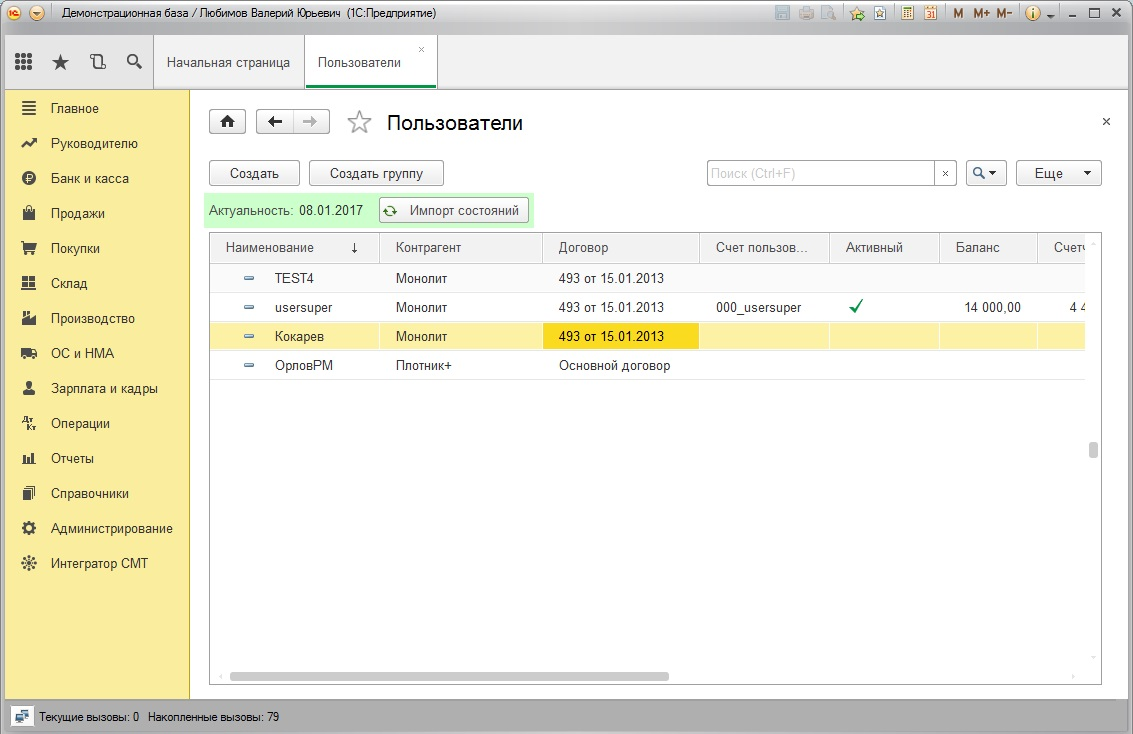 Демонстрационная база / Любимов Валерий Юрьевич (1С:Предприятие)
M M+ M-
Начальная страница
Пользователи
Главное
Руководителю
Банк и касса
Продажи
Покупки
Склад
Производство
ОС и НМА
Зарплата и кадры
Операции
Отчеты
Справочники
Администрирование
Интегратор СМТ
Пользователи
Создать
Создать группу
Поиск (Ctrl+F)
Еще
Актуальность: 08.01.2017
Импорт состояний
Наименование Контрагент Договор Счет пользов... Активный Баланс Счетч
TEST4 Монолит 493 от 15.01.2013
usersuper Монолит 493 от 15.01.2013 000_usersuper 14 000,00 4 4
Кокарев Монолит 493 от 15.01.2013
ОрловРМ Плотник+ Основной договор
Текущие вызовы: 0 Накопленные вызовы: 79